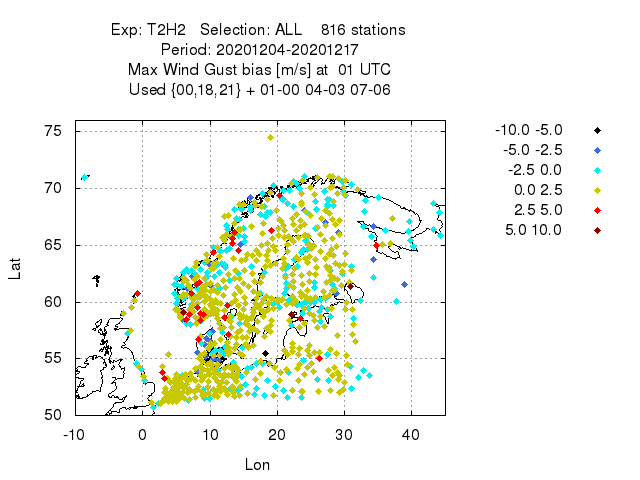 Exp: T2H2 Selection: ALL 816 stations
Period: 20201204-20201217
Max Wind Gust bias [m/s] at 01 UTC
Used {00,18,21} + 01-00 04-03 07-06
-10.0 -5.0
-5.0 -2.5
-2.5 0.0
0.0 2.5
2.5 5.0
5.0 10.0
75
70
65
60
55
50
Lat
-10 0 10 20 30 40
Lon